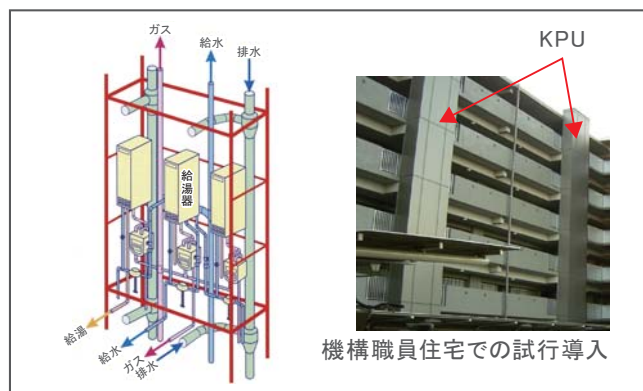 ガス
給水
排水
KPU
給湯器
給湯
給水
ガス
排水
機構職員住宅での試行導入